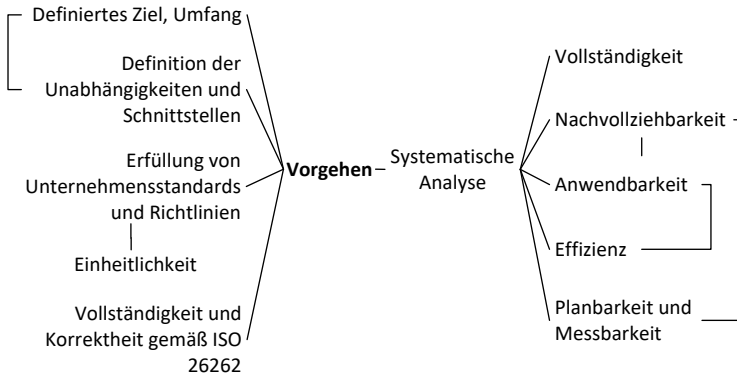 Definiertes Ziel, Umfang
Definition der
Unabhängigkeiten und
Schnittstellen
Erfüllung von
Unternehmensstandards
und Richtlinien
Einheitlichkeit
Vollständigkeit und
Korrektheit gemäß ISO
26262
Vorgehen
Systematische
Analyse
Vollständigkeit
Nachvollziehbarkeit
Anwendbarkeit
Effizienz
Planbarkeit und
Messbarkeit